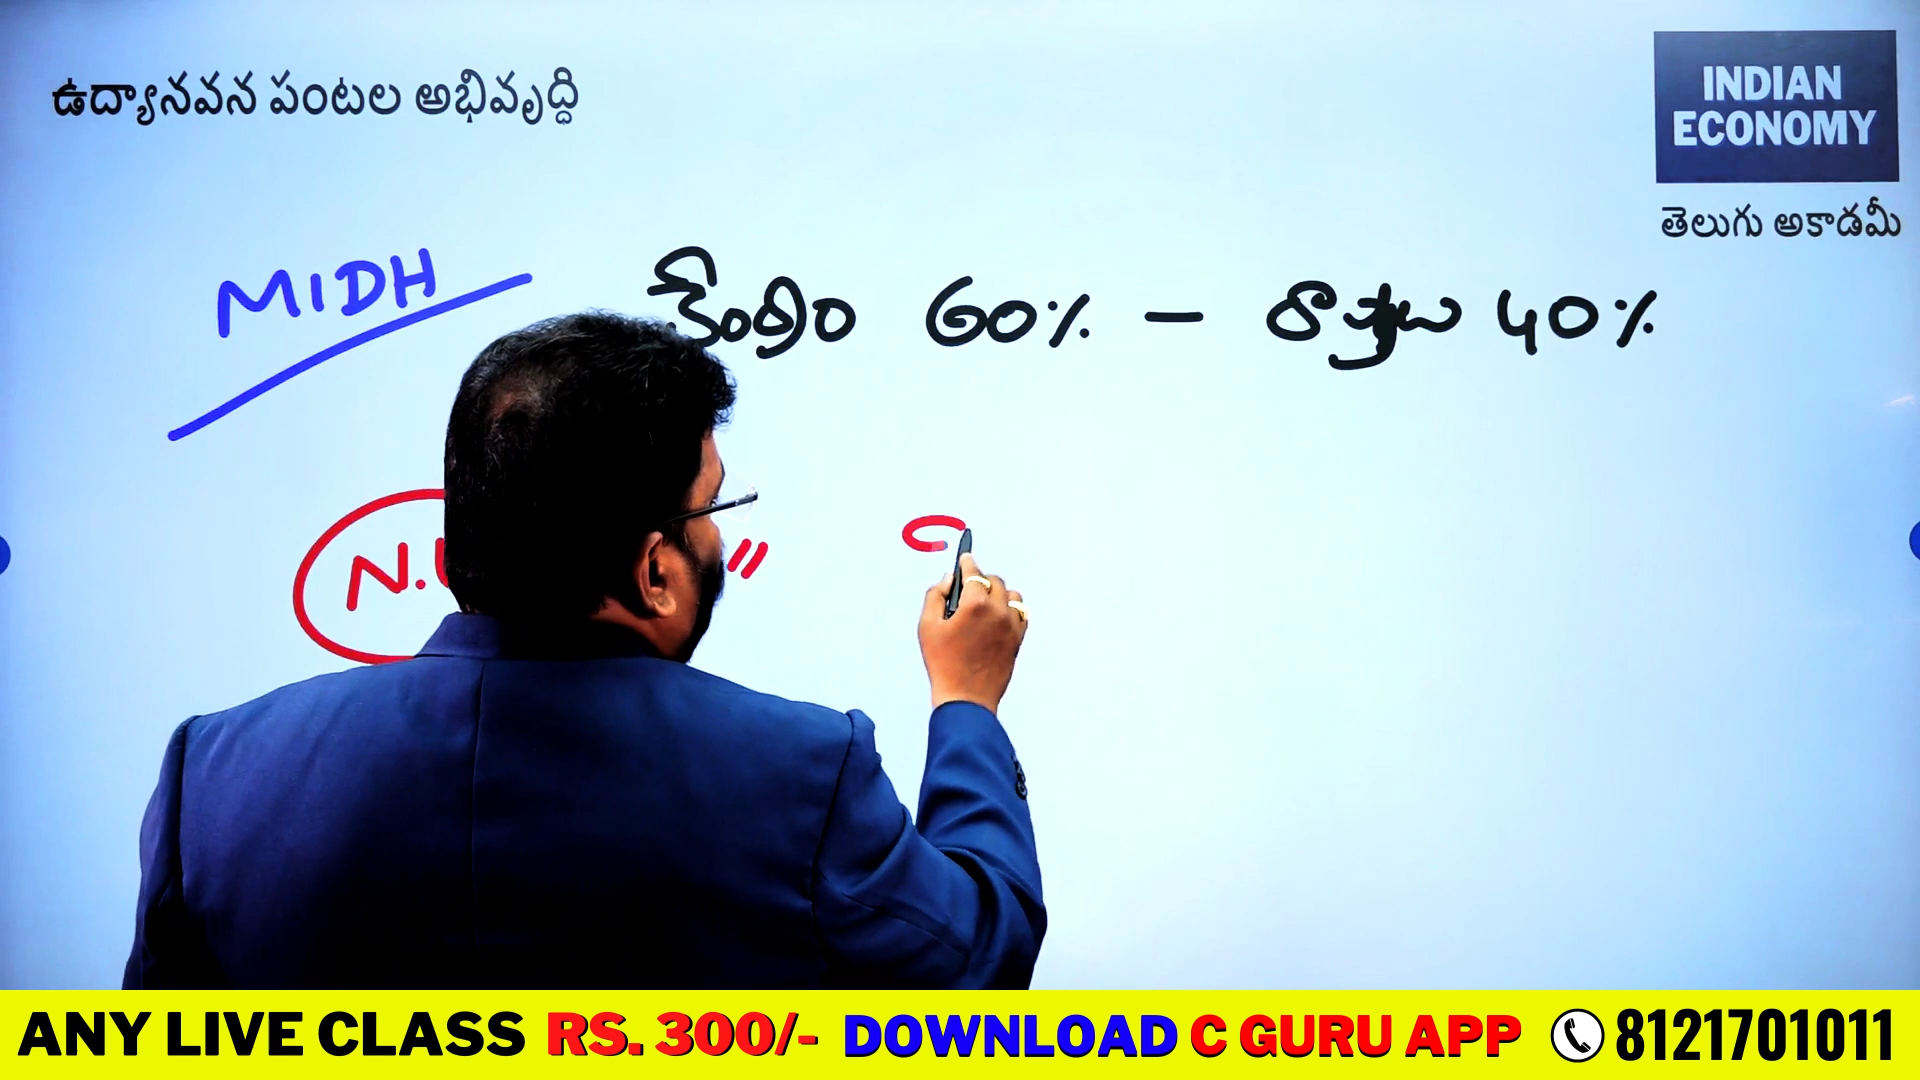 ఉద్యానవన పంటల అభివృద్ధి
INDIAN
ECONOMY
తెలుగు అకాడమీ
MIDH
కేంద్రం 60% - రాష్ట్రాలు 40%
N.
"
ANY LIVE CLASS RS. 300/- DOWNLOAD C GURU APP 8121701011